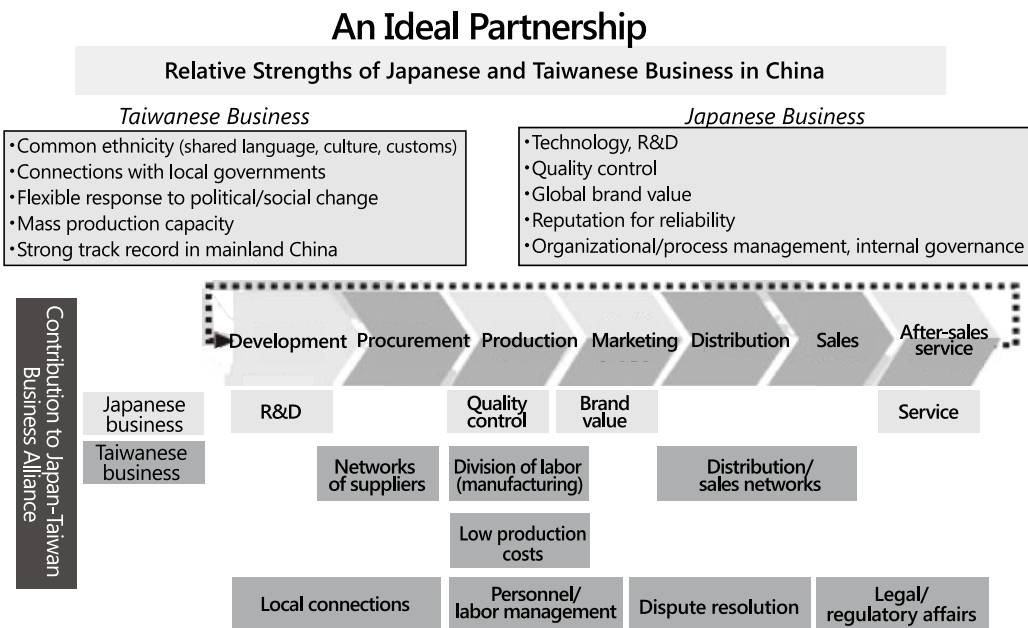 An Ideal Partnership
Relative Strengths of Japanese and Taiwanese Business in China
Taiwanese Business
•Common ethnicity (shared language, culture, customs)
•Connections with local governments
•Flexible response to political/social change
•Mass production capacity
•Strong track record in mainland China
Japanese Business
•Technology, R&D
•Quality control
•Global brand value
•Reputation for reliability
•Organizational/process management, internal governance
Contribution to Japan-Taiwan
Business Alliance
Development
Procurement
Production
Marketing
Distribution
Sales
After-sales
service
Japanese
business
R&D
Quality
control
Brand
value
Service
Taiwanese
business
Networks
of suppliers
Division of labor
(manufacturing)
Distribution/
sales networks
Low production
costs
Local connections
Personnel/
labor management
Dispute resolution
Legal/
regulatory affairs